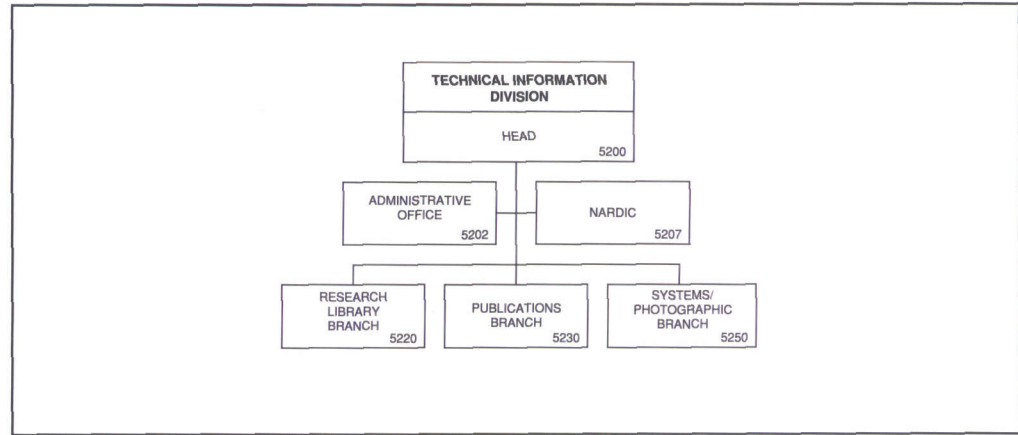 TECHNICAL INFORMATION
DIVISION
HEAD
5200
ADMINISTRATIVE
OFFICE
5202
NARDIC
5207
RESEARCH
LIBRARY
BRANCH
5220
PUBLICATIONS
BRANCH
5230
SYSTEMS/
PHOTOGRAPHIC
BRANCH
5250